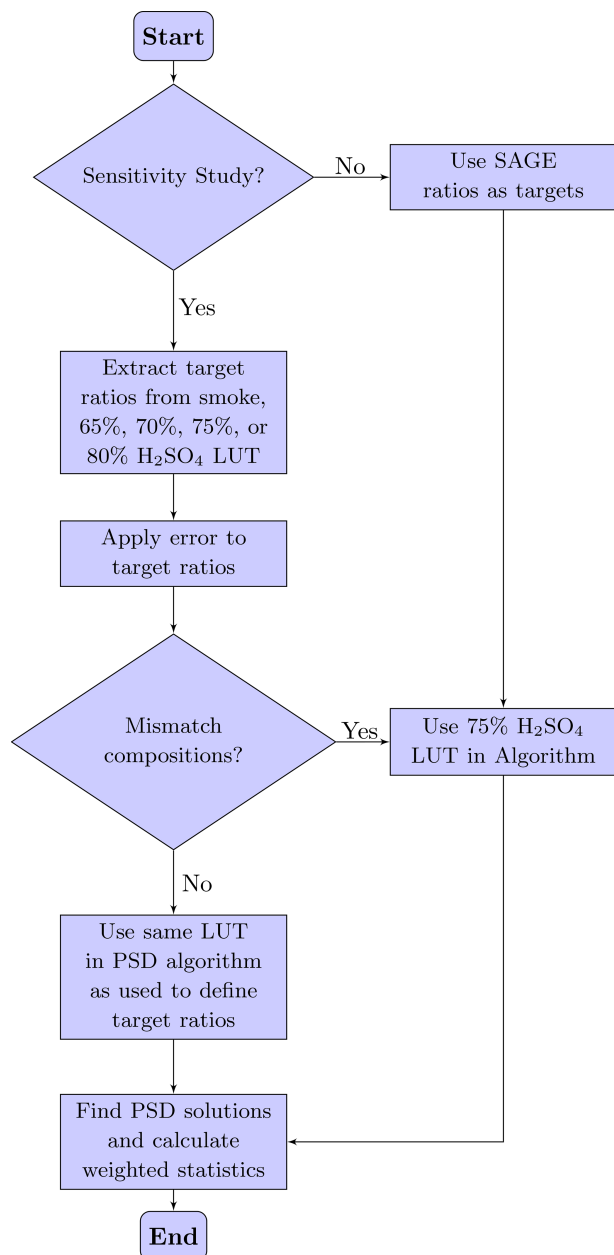 Start
Sensitivity Study?
No
Use SAGE
ratios as targets
Yes
Extract target
ratios from smoke,
65%, 70%, 75%, or
80% H₂SO₄ LUT
Apply error to
target ratios
Mismatch
compositions?
Yes
Use 75% H₂SO₄
LUT in Algorithm
No
Use same LUT
in PSD algorithm
as used to define
target ratios
Find PSD solutions
and calculate
weighted statistics
End